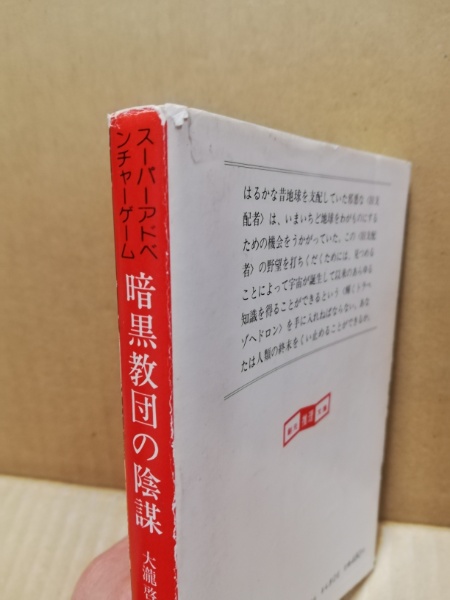 スーパーアドベ
ンチャーゲーム
暗黒教団の陰謀
大瀧啓
はるかな昔地球を支配していた邪悪な〈旧支
配者〉は、いまいちど地球をわがものにする
ための機会をうかがっていた。この〈旧支配
者〉の野望を打ちくだくためには、見つめる
ことによって宇宙が誕生して以来のあらゆる
知識を得ることができるという〈輝くトラペ
ゾヘドロン〉を手に入れねばならない。あな
たは人類の終末をくい止めることができるか。